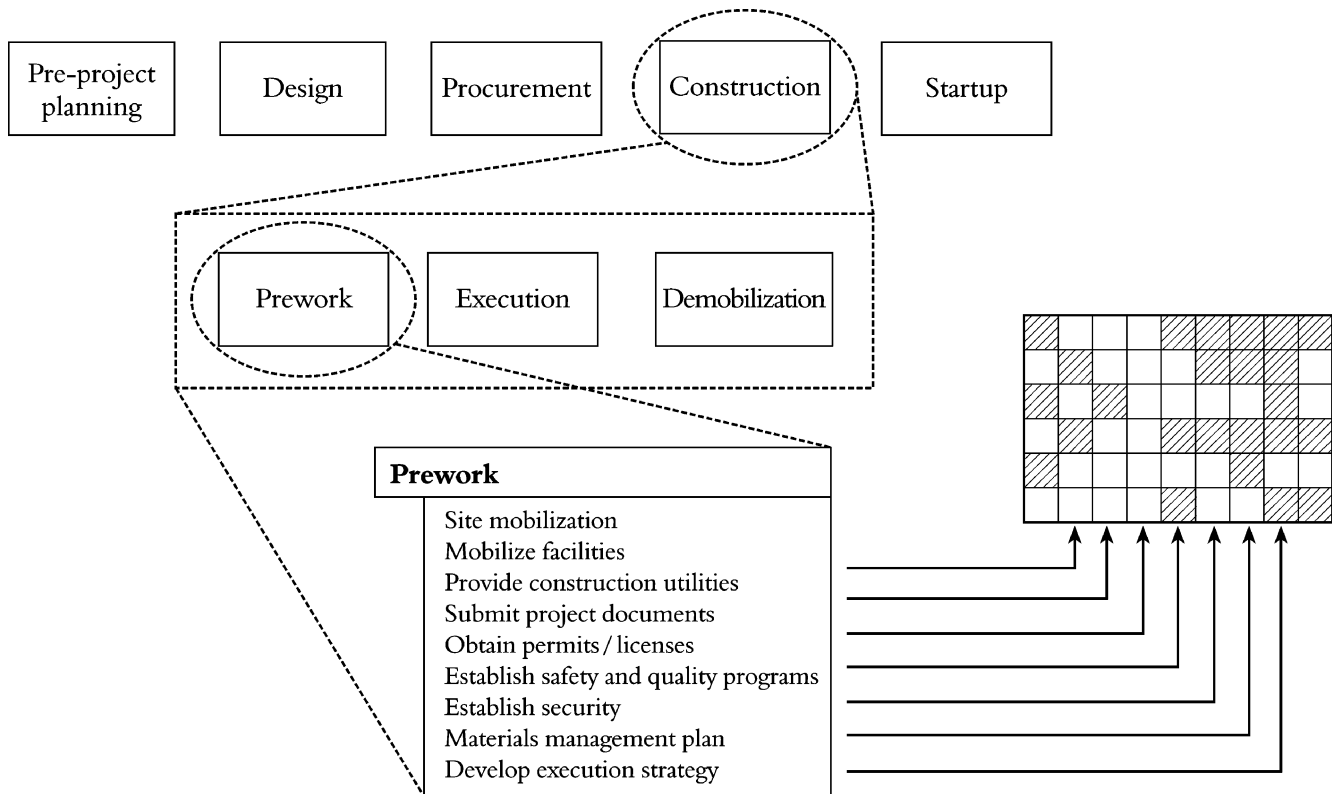 Pre-project
planning
Design
Procurement
Construction
Startup
Prework
Execution
Demobilization
Prework
Site mobilization
Mobilize facilities
Provide construction utilities
Submit project documents
Obtain permits / licenses
Establish safety and quality programs
Establish security
Materials management plan
Develop execution strategy